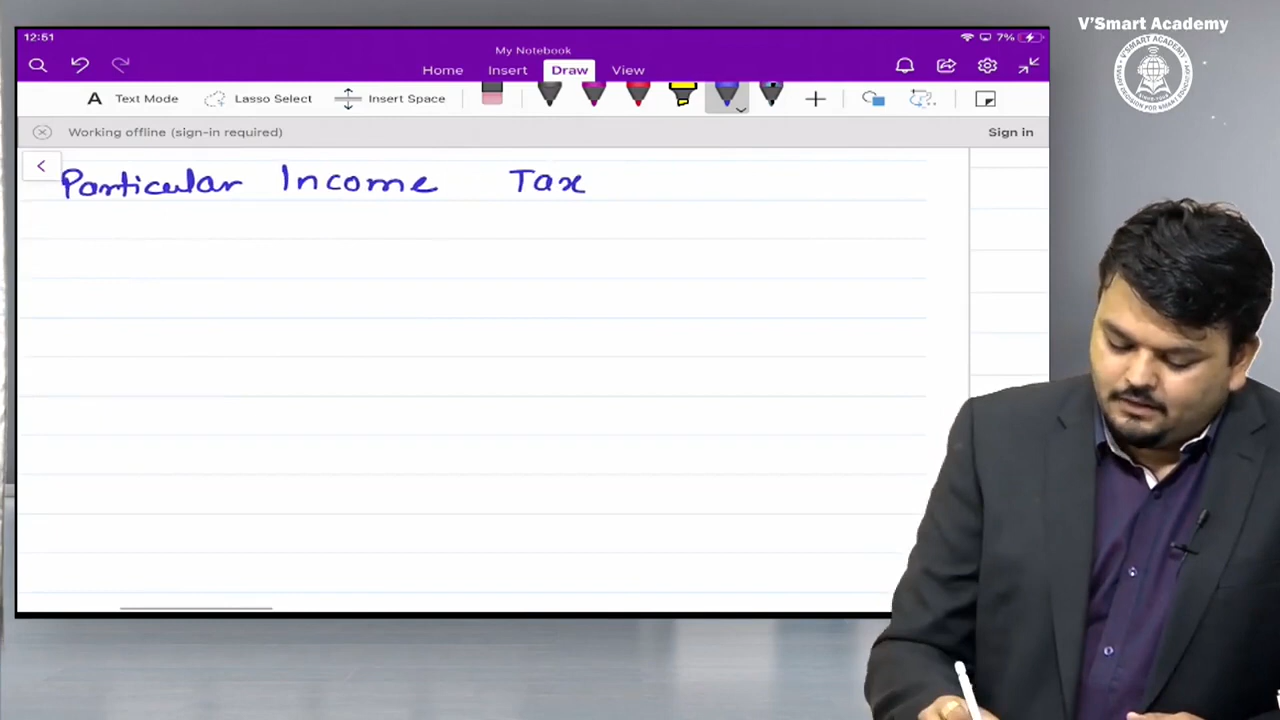 V'Smart Academy
12:51
7%
My Notebook
Home Insert Draw View
A Text Mode Lasso Select Insert Space
Working offline (sign-in required) Sign in
Particular Income Tax